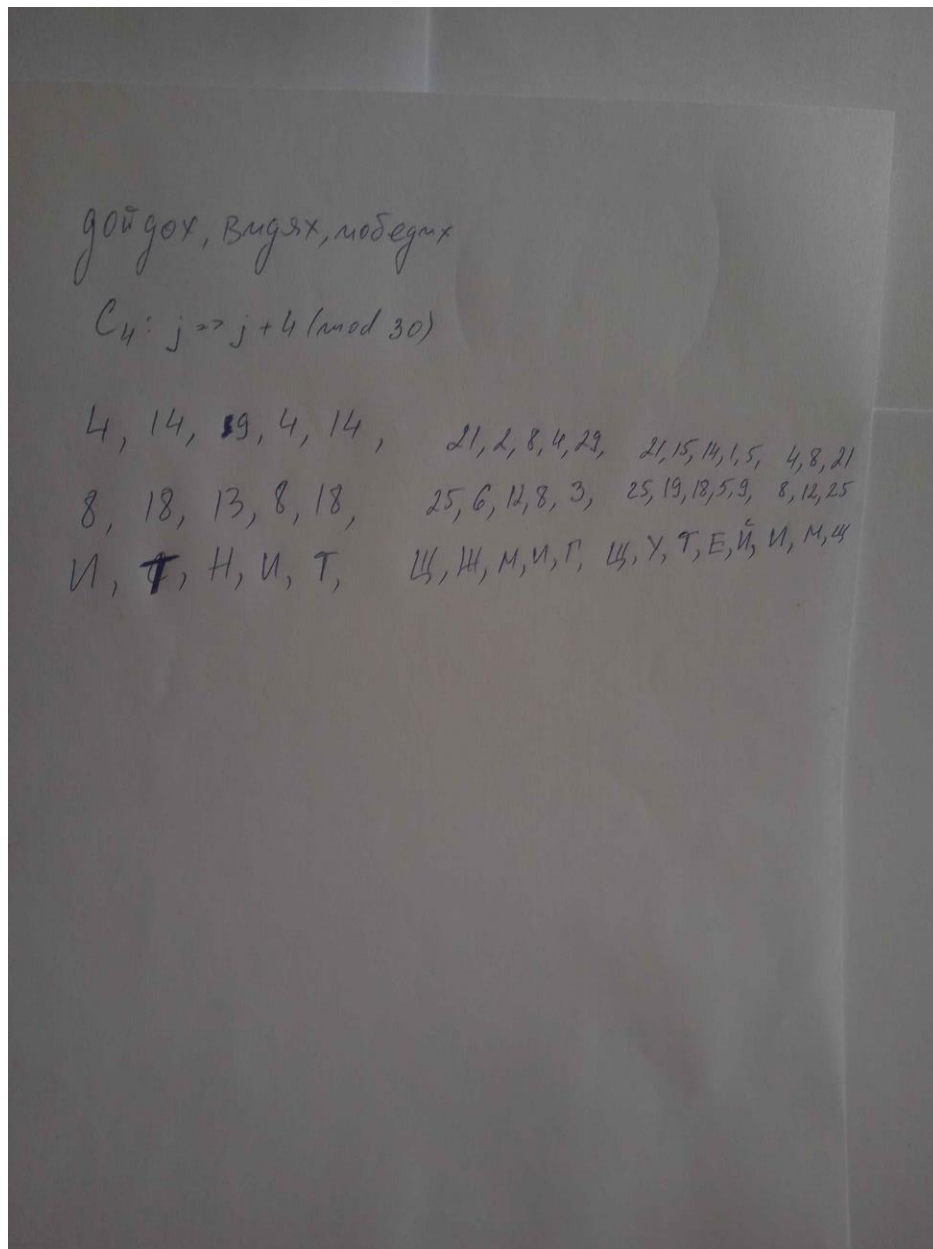 дойдох, видях, победих
C₄: j => j + 4 (mod 30)
4, 14, 9, 4, 14, 21, 2, 8, 4, 29, 21, 15, 14, 1, 5, 4, 8, 21
8, 18, 13, 8, 18, 25, 6, 12, 8, 3, 25, 19, 18, 5, 9, 8, 12, 25
И, Т, Н, И, Т, Щ, Ж, М, И, Г, Щ, У, Т, Е, Й, И, М, Щ